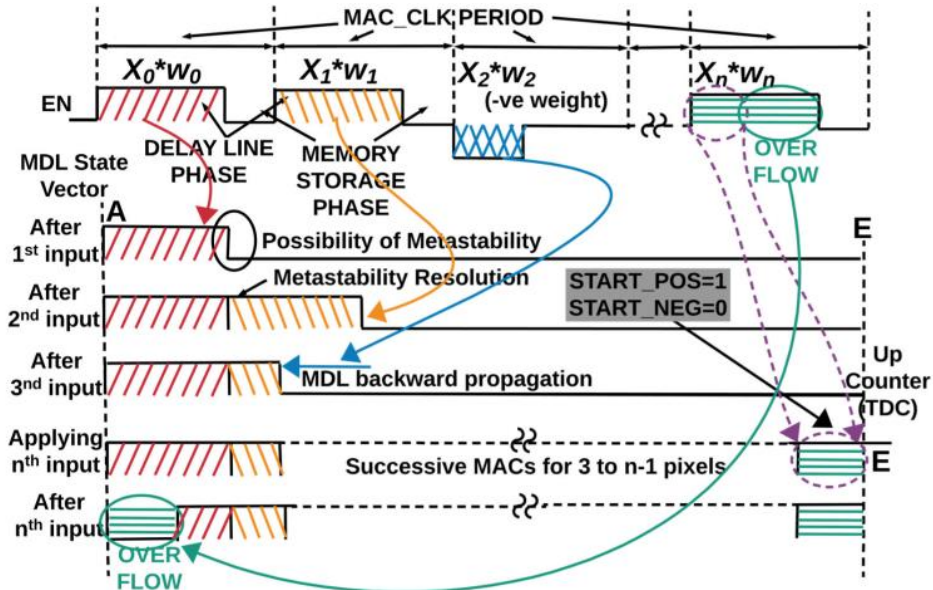 MAC_CLK PERIOD
X0*w0
X1*w1
X2*w2
Xn*wn
EN
(-ve weight)
DELAY LINE
PHASE
MEMORY
STORAGE
PHASE
OVER
FLOW
MDL State
Vector
A
E
After
1st input
Possibility of Metastability
Metastability Resolution
START_POS=1
START_NEG=0
After
2nd input
After
3nd input
MDL backward propagation
Up
Counter
(TDC)
Applying
nth input
Successive MACs for 3 to n-1 pixels
E
After
nth input
OVER
FLOW